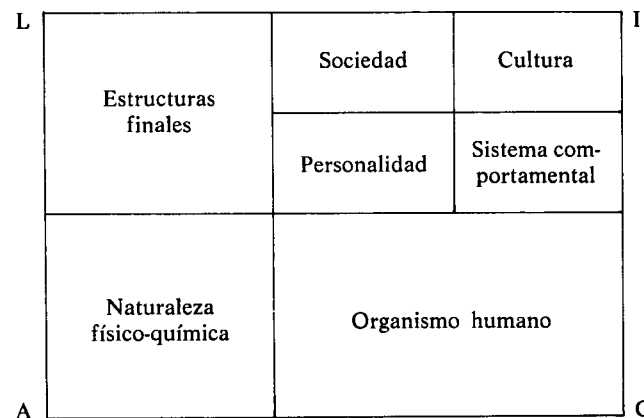 L
I
Estructuras
finales
Sociedad
Cultura
Personalidad
Sistema com-
portamental
Naturaleza
físico-química
Organismo humano
A